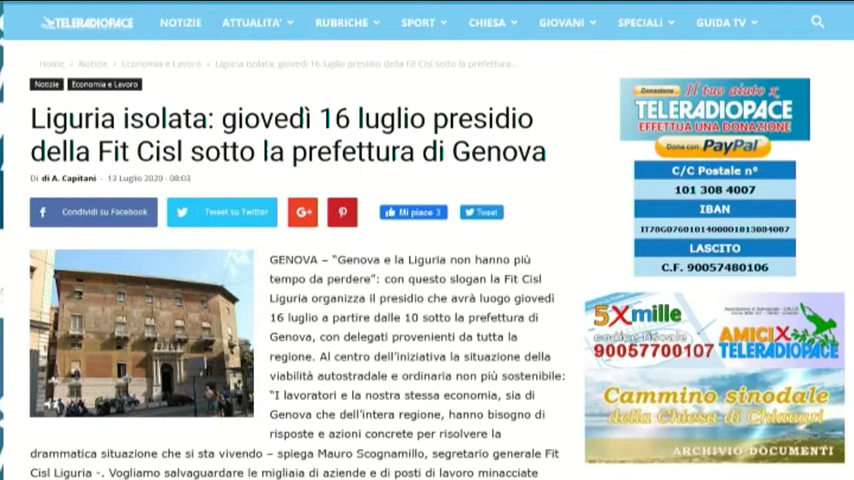 TELERADIOPACE
NOTIZIE
ATTUALITA'
RUBRICHE
SPORT
CHIESA
GIOVANI
SPECIALI
GUIDA TV
Home
Notizie
Economia e Lavoro
Liguria isolata: giovedì 16 luglio presidio della Fit Cisl sotto la prefettura...
Notizie
Economia e Lavoro
Liguria isolata: giovedì 16 luglio presidio
della Fit Cisl sotto la prefettura di Genova
Di di A. Capitani - 13 Luglio 2020 - 08:03
Condividi su Facebook
Tweet su Twitter
G+
Mi piace 3
Tweet
GENOVA – “Genova e la Liguria non hanno più
tempo da perdere”: con questo slogan la Fit Cisl
Liguria organizza il presidio che avrà luogo giovedì
16 luglio a partire dalle 10 sotto la prefettura di
Genova, con delegati provenienti da tutta la
regione. Al centro dell’iniziativa la situazione della
viabilità autostradale e ordinaria non più sostenibile:
“I lavoratori e la nostra stessa economia, sia di
Genova che dell’intera regione, hanno bisogno di
risposte e azioni concrete per risolvere la
drammatica situazione che si sta vivendo – spiega Mauro Scognamillo, segretario generale Fit
Cisl Liguria -. Vogliamo salvaguardare le migliaia di aziende e di posti di lavoro minacciate
Donazione Il tuo aiuto x
TELERADIOPACE
EFFETTUA UNA DONAZIONE
Dona con PayPal
C/C Postale n°
101 308 4007
IBAN
IT78G0760101400001013084007
LASCITO
C.F. 90057480106
5Xmille
codice fiscale
90057700107
AMICI X
TELERADIOPACE
Cammino sinodale
della Chiesa di Chiavari
ARCHIVIO DOCUMENTI